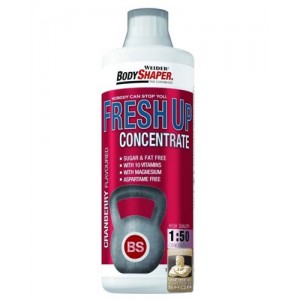 WEIDER
BODYSHAPER.
NOBODY CAN STOP YOU.
FRESH UP
CONCENTRATE
SUGAR & FAT FREE
WITH 10 VITAMINS
WITH MAGNESIUM
ASPARTAME FREE
CRANBERRY FLAVOURED
BS
1:50